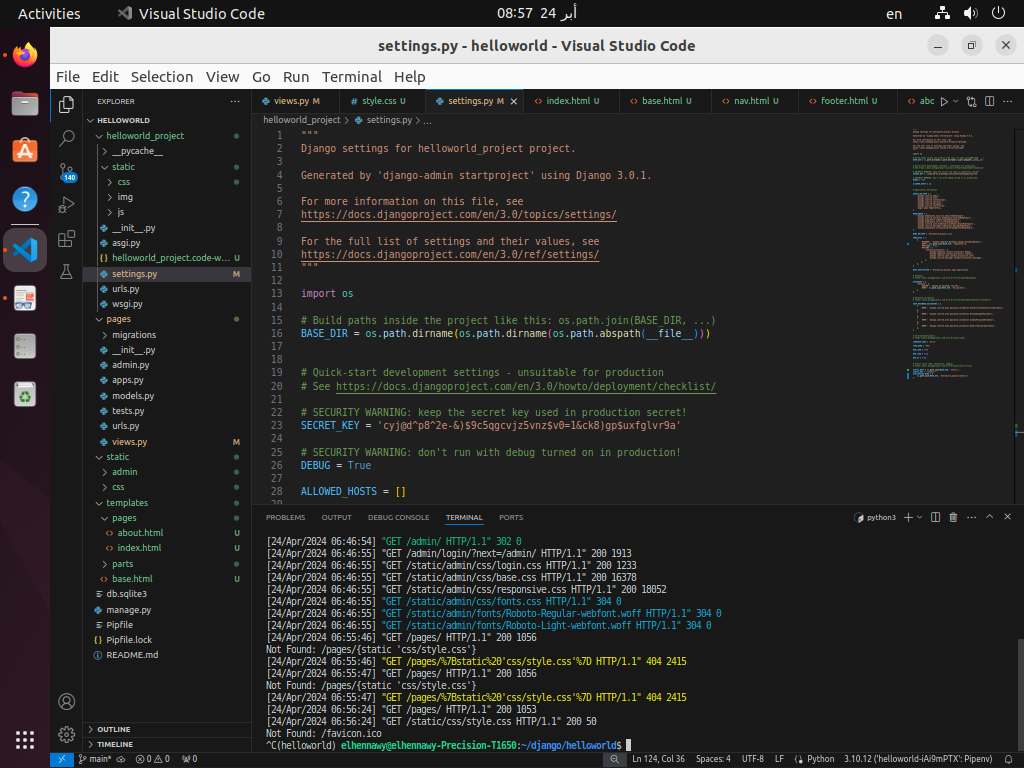 Activities
Visual Studio Code
08:57 24 أبر
en
settings.py - helloworld - Visual Studio Code
File Edit Selection View Go Run Terminal Help
EXPLORER
views.py M
style.css U
settings.py M
index.html U
base.html U
nav.html U
footer.html U
abc
HELLOWORLD
helloworld_project
__pycache__
static
css
img
js
__init__.py
asgi.py
helloworld_project.code-w... U
settings.py M
urls.py
wsgi.py
pages
migrations
__init__.py
admin.py
apps.py
models.py
tests.py
urls.py
views.py M
static
admin
css
templates
pages
about.html U
index.html U
parts
base.html U
db.sqlite3
manage.py
Pipfile
Pipfile.lock
README.md
OUTLINE
TIMELINE
140
helloworld_project > settings.py > ...
1 """
2 Django settings for helloworld_project project.
3
4 Generated by 'django-admin startproject' using Django 3.0.1.
5
6 For more information on this file, see
7 https://docs.djangoproject.com/en/3.0/topics/settings/
8
9 For the full list of settings and their values, see
10 https://docs.djangoproject.com/en/3.0/ref/settings/
11 """
12
13 import os
14
15 # Build paths inside the project like this: os.path.join(BASE_DIR, ...)
16 BASE_DIR = os.path.dirname(os.path.dirname(os.path.abspath(__file__)))
17
18
19 # Quick-start development settings - unsuitable for production
20 # See https://docs.djangoproject.com/en/3.0/howto/deployment/checklist/
21
22 # SECURITY WARNING: keep the secret key used in production secret!
23 SECRET_KEY = 'cyj@d^p8^2e-&)$9c5qgcvjz5vnz$v0=1&ck8)gp$uxfglvr9a'
24
25 # SECURITY WARNING: don't run with debug turned on in production!
26 DEBUG = True
27
28 ALLOWED_HOSTS = []
29
PROBLEMS OUTPUT DEBUG CONSOLE TERMINAL PORTS
python3
[24/Apr/2024 06:46:54] "GET /admin/ HTTP/1.1" 302 0
[24/Apr/2024 06:46:55] "GET /admin/login/?next=/admin/ HTTP/1.1" 200 1913
[24/Apr/2024 06:46:55] "GET /static/admin/css/login.css HTTP/1.1" 200 1233
[24/Apr/2024 06:46:55] "GET /static/admin/css/base.css HTTP/1.1" 200 16378
[24/Apr/2024 06:46:55] "GET /static/admin/css/responsive.css HTTP/1.1" 200 18052
[24/Apr/2024 06:46:55] "GET /static/admin/css/fonts.css HTTP/1.1" 304 0
[24/Apr/2024 06:46:55] "GET /static/admin/fonts/Roboto-Regular-webfont.woff HTTP/1.1" 304 0
[24/Apr/2024 06:46:55] "GET /static/admin/fonts/Roboto-Light-webfont.woff HTTP/1.1" 304 0
[24/Apr/2024 06:55:46] "GET /pages/ HTTP/1.1" 200 1056
Not Found: /pages/{static 'css/style.css'}
[24/Apr/2024 06:55:46] "GET /pages/%7Bstatic%20'css/style.css'%7D HTTP/1.1" 404 2415
[24/Apr/2024 06:55:47] "GET /pages/ HTTP/1.1" 200 1056
Not Found: /pages/{static 'css/style.css'}
[24/Apr/2024 06:55:47] "GET /pages/%7Bstatic%20'css/style.css'%7D HTTP/1.1" 404 2415
[24/Apr/2024 06:56:24] "GET /pages/ HTTP/1.1" 200 1053
[24/Apr/2024 06:56:24] "GET /static/css/style.css HTTP/1.1" 200 50
Not Found: /favicon.ico
^C(helloworld) elhennawy@elhennawy-Precision-T1650:~/django/helloworld$
main* 0 0 0 Ln 124, Col 36 Spaces: 4 UTF-8 LF Python 3.10.12 ('helloworld-iAi9mPTX': Pipenv)